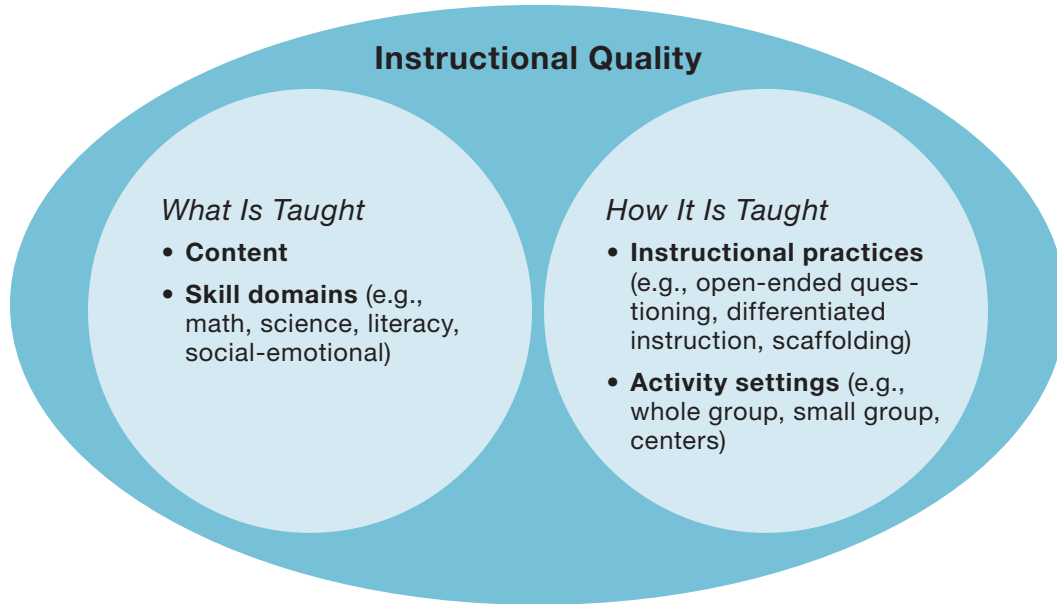 Instructional Quality
What Is Taught
• Content
• Skill domains (e.g.,
math, science, literacy,
social-emotional)
How It Is Taught
• Instructional practices
(e.g., open-ended ques-
tioning, differentiated
instruction, scaffolding)
• Activity settings (e.g.,
whole group, small group,
centers)